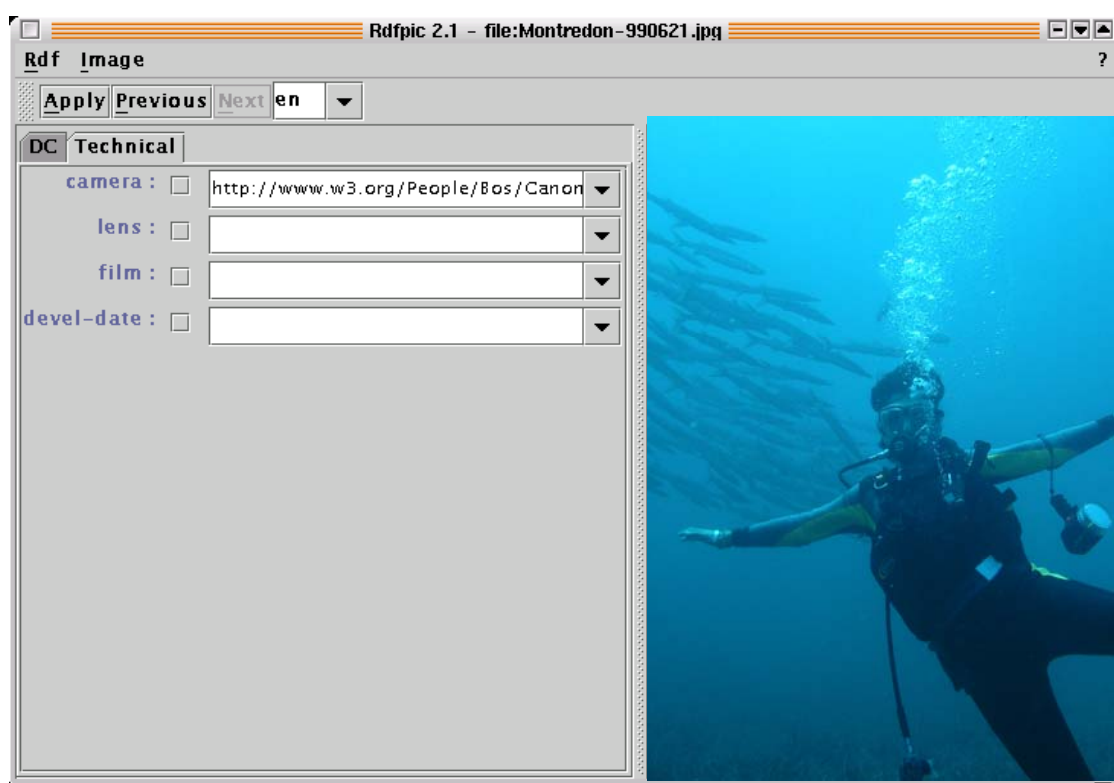 Rdfpic 2.1 - file:Montredon-990621.jpg
Rdf Image ?
Apply Previous Next en
DC Technical
camera : http://www.w3.org/People/Bos/Canon
lens :
film :
devel-date :